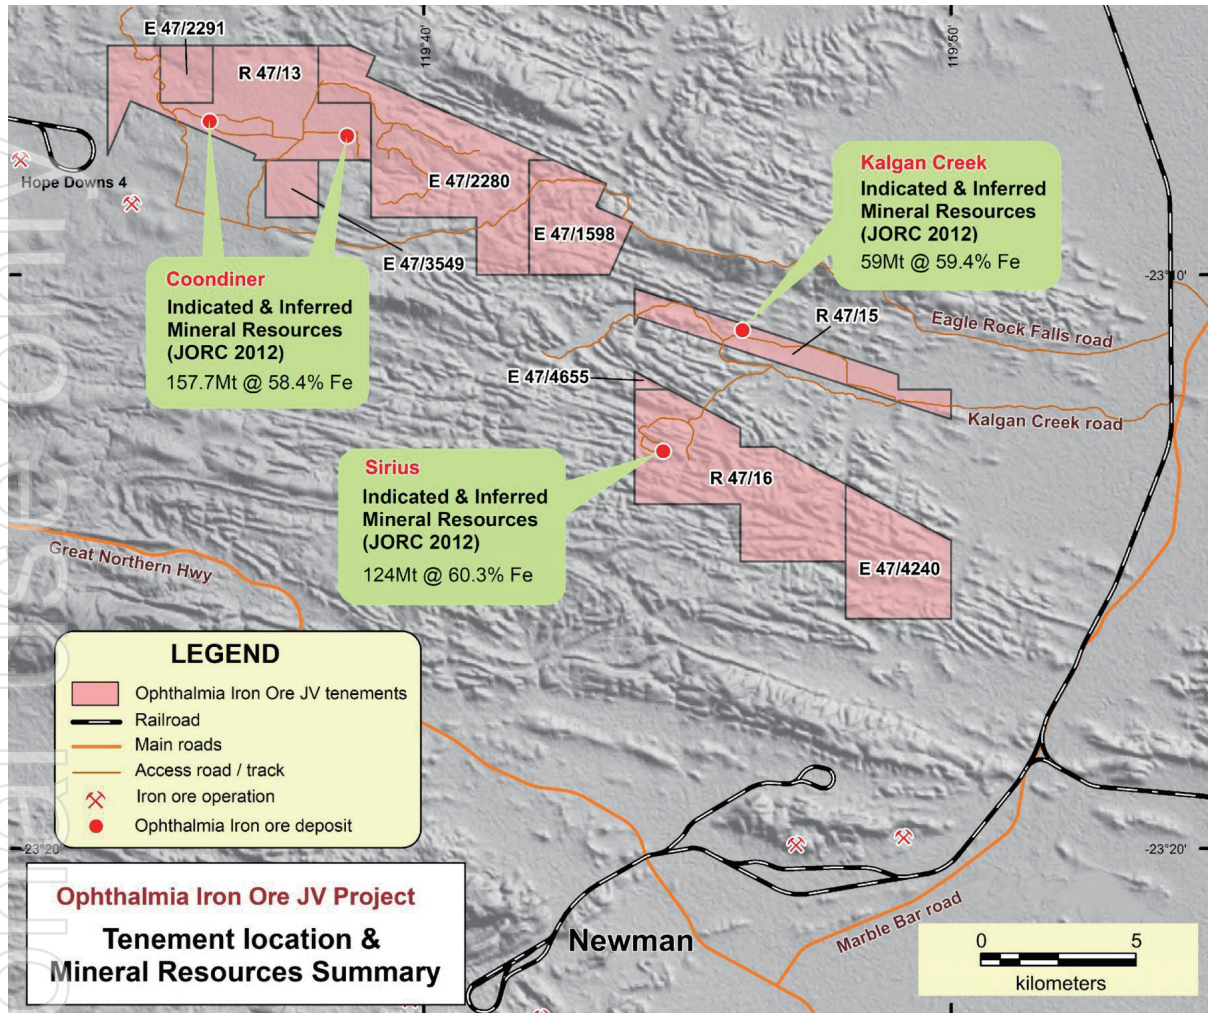 E 47/2291
119°40'
119°50'
R 47/13
Hope Downs 4
E 47/2280
E 47/1598
E 47/3549
Kalgan Creek
Indicated & Inferred
Mineral Resources
(JORC 2012)
59Mt @ 59.4% Fe
Coondiner
Indicated & Inferred
Mineral Resources
(JORC 2012)
157.7Mt @ 58.4% Fe
-23°10'
R 47/15
Eagle Rock Falls road
E 47/4655
Kalgan Creek road
Sirius
Indicated & Inferred
Mineral Resources
(JORC 2012)
124Mt @ 60.3% Fe
R 47/16
E 47/4240
Great Northern Hwy
LEGEND
Ophthalmia Iron Ore JV tenements
Railroad
Main roads
Access road / track
Iron ore operation
Ophthalmia Iron ore deposit
-23°20'
-23°20'
Ophthalmia Iron Ore JV Project
Tenement location &
Mineral Resources Summary
Newman
Marble Bar road
0 5
kilometers